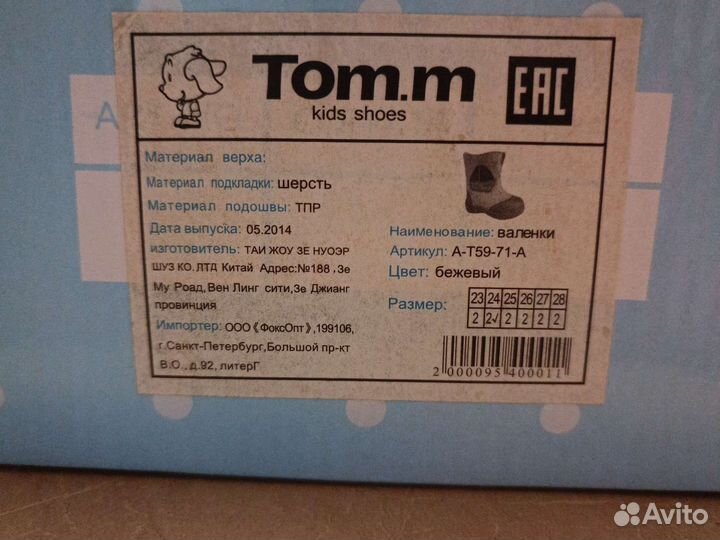 Tom.m
kids shoes
EAC
Материал верха:
Материал подкладки: шерсть
Материал подошвы: ТПР
Дата выпуска: 05.2014
изготовитель: ТАИ ЖОУ ЗЕ НУОЭР
ШУЗ КО. ЛТД Китай Адрес:№188 ,Зе
Му Роад,Вен Линг сити,Зе Джианг
провинция
Импортер: ООО《ФоксОпт》,199106,
г.Санкт-Петербург,Большой пр-кт
В.О.,д.92, литерГ
Наименование: валенки
Артикул: A-T59-71-A
Цвет: бежевый
Размер:
23 24 25 26 27 28
2 2√ 2 2 2 2
2 000095 400011
Avito